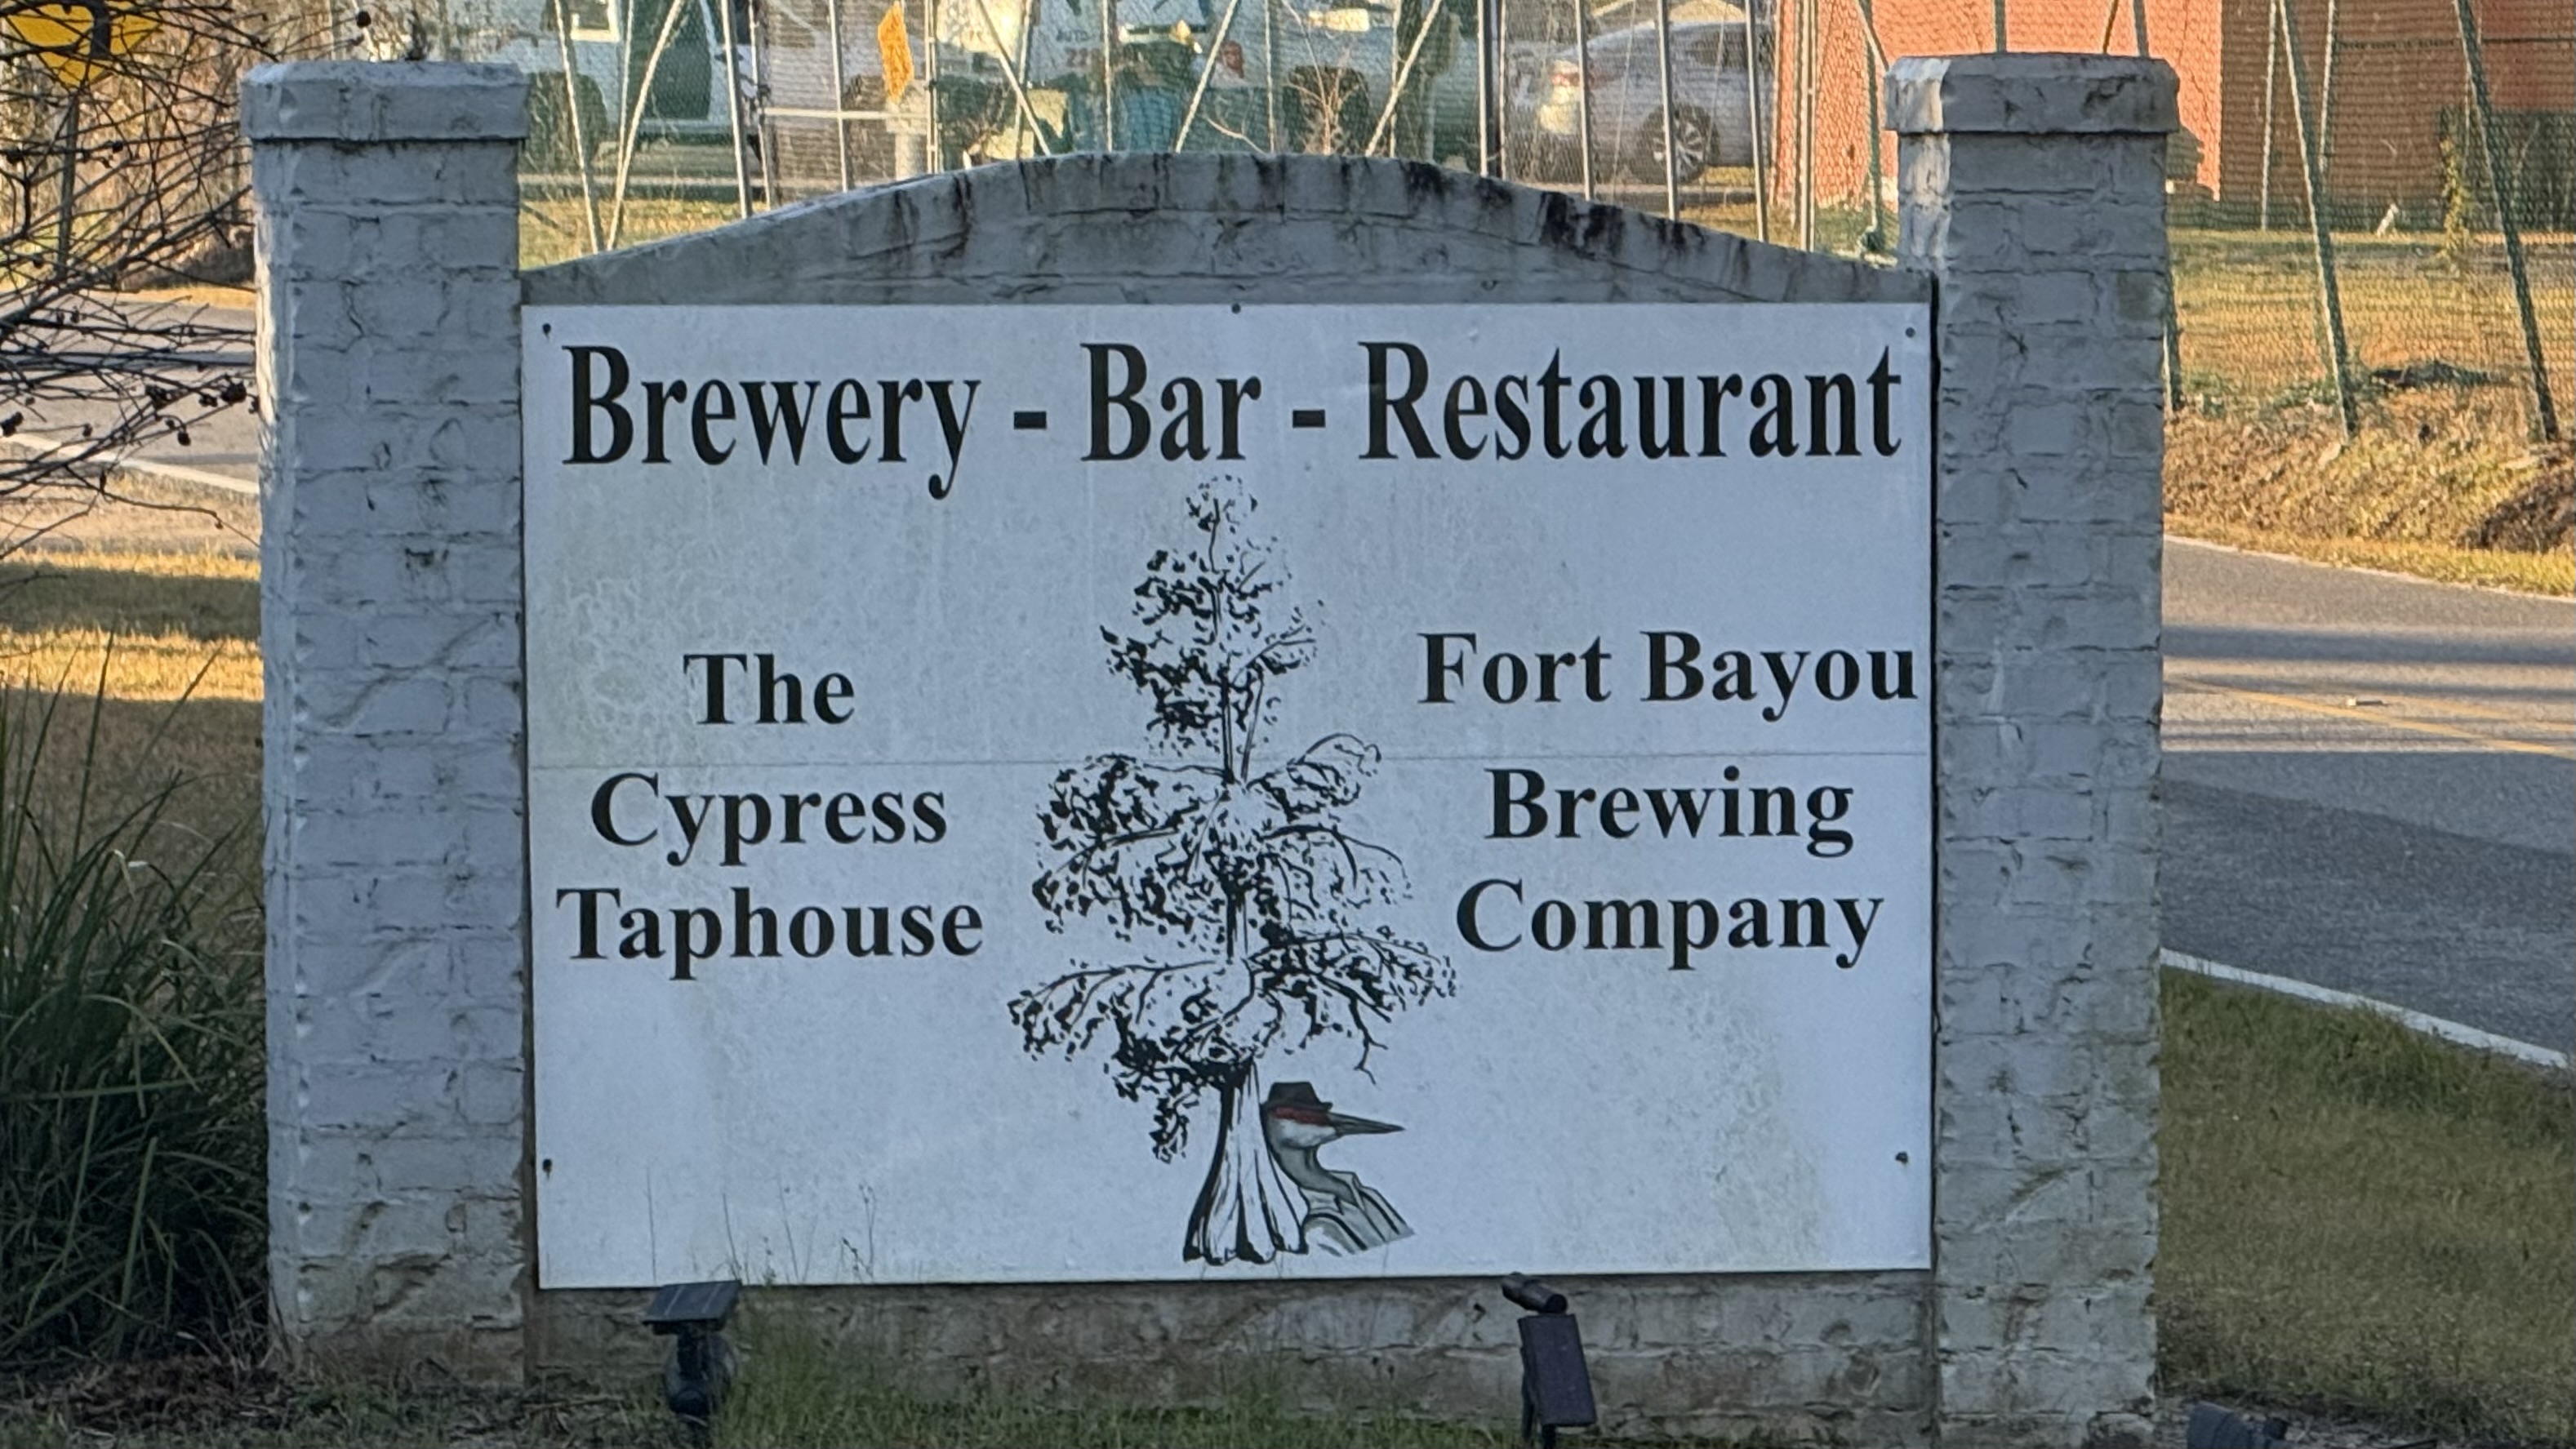 Brewery - Bar - Restaurant
The
Cypress
Taphouse
Fort Bayou
Brewing
Company